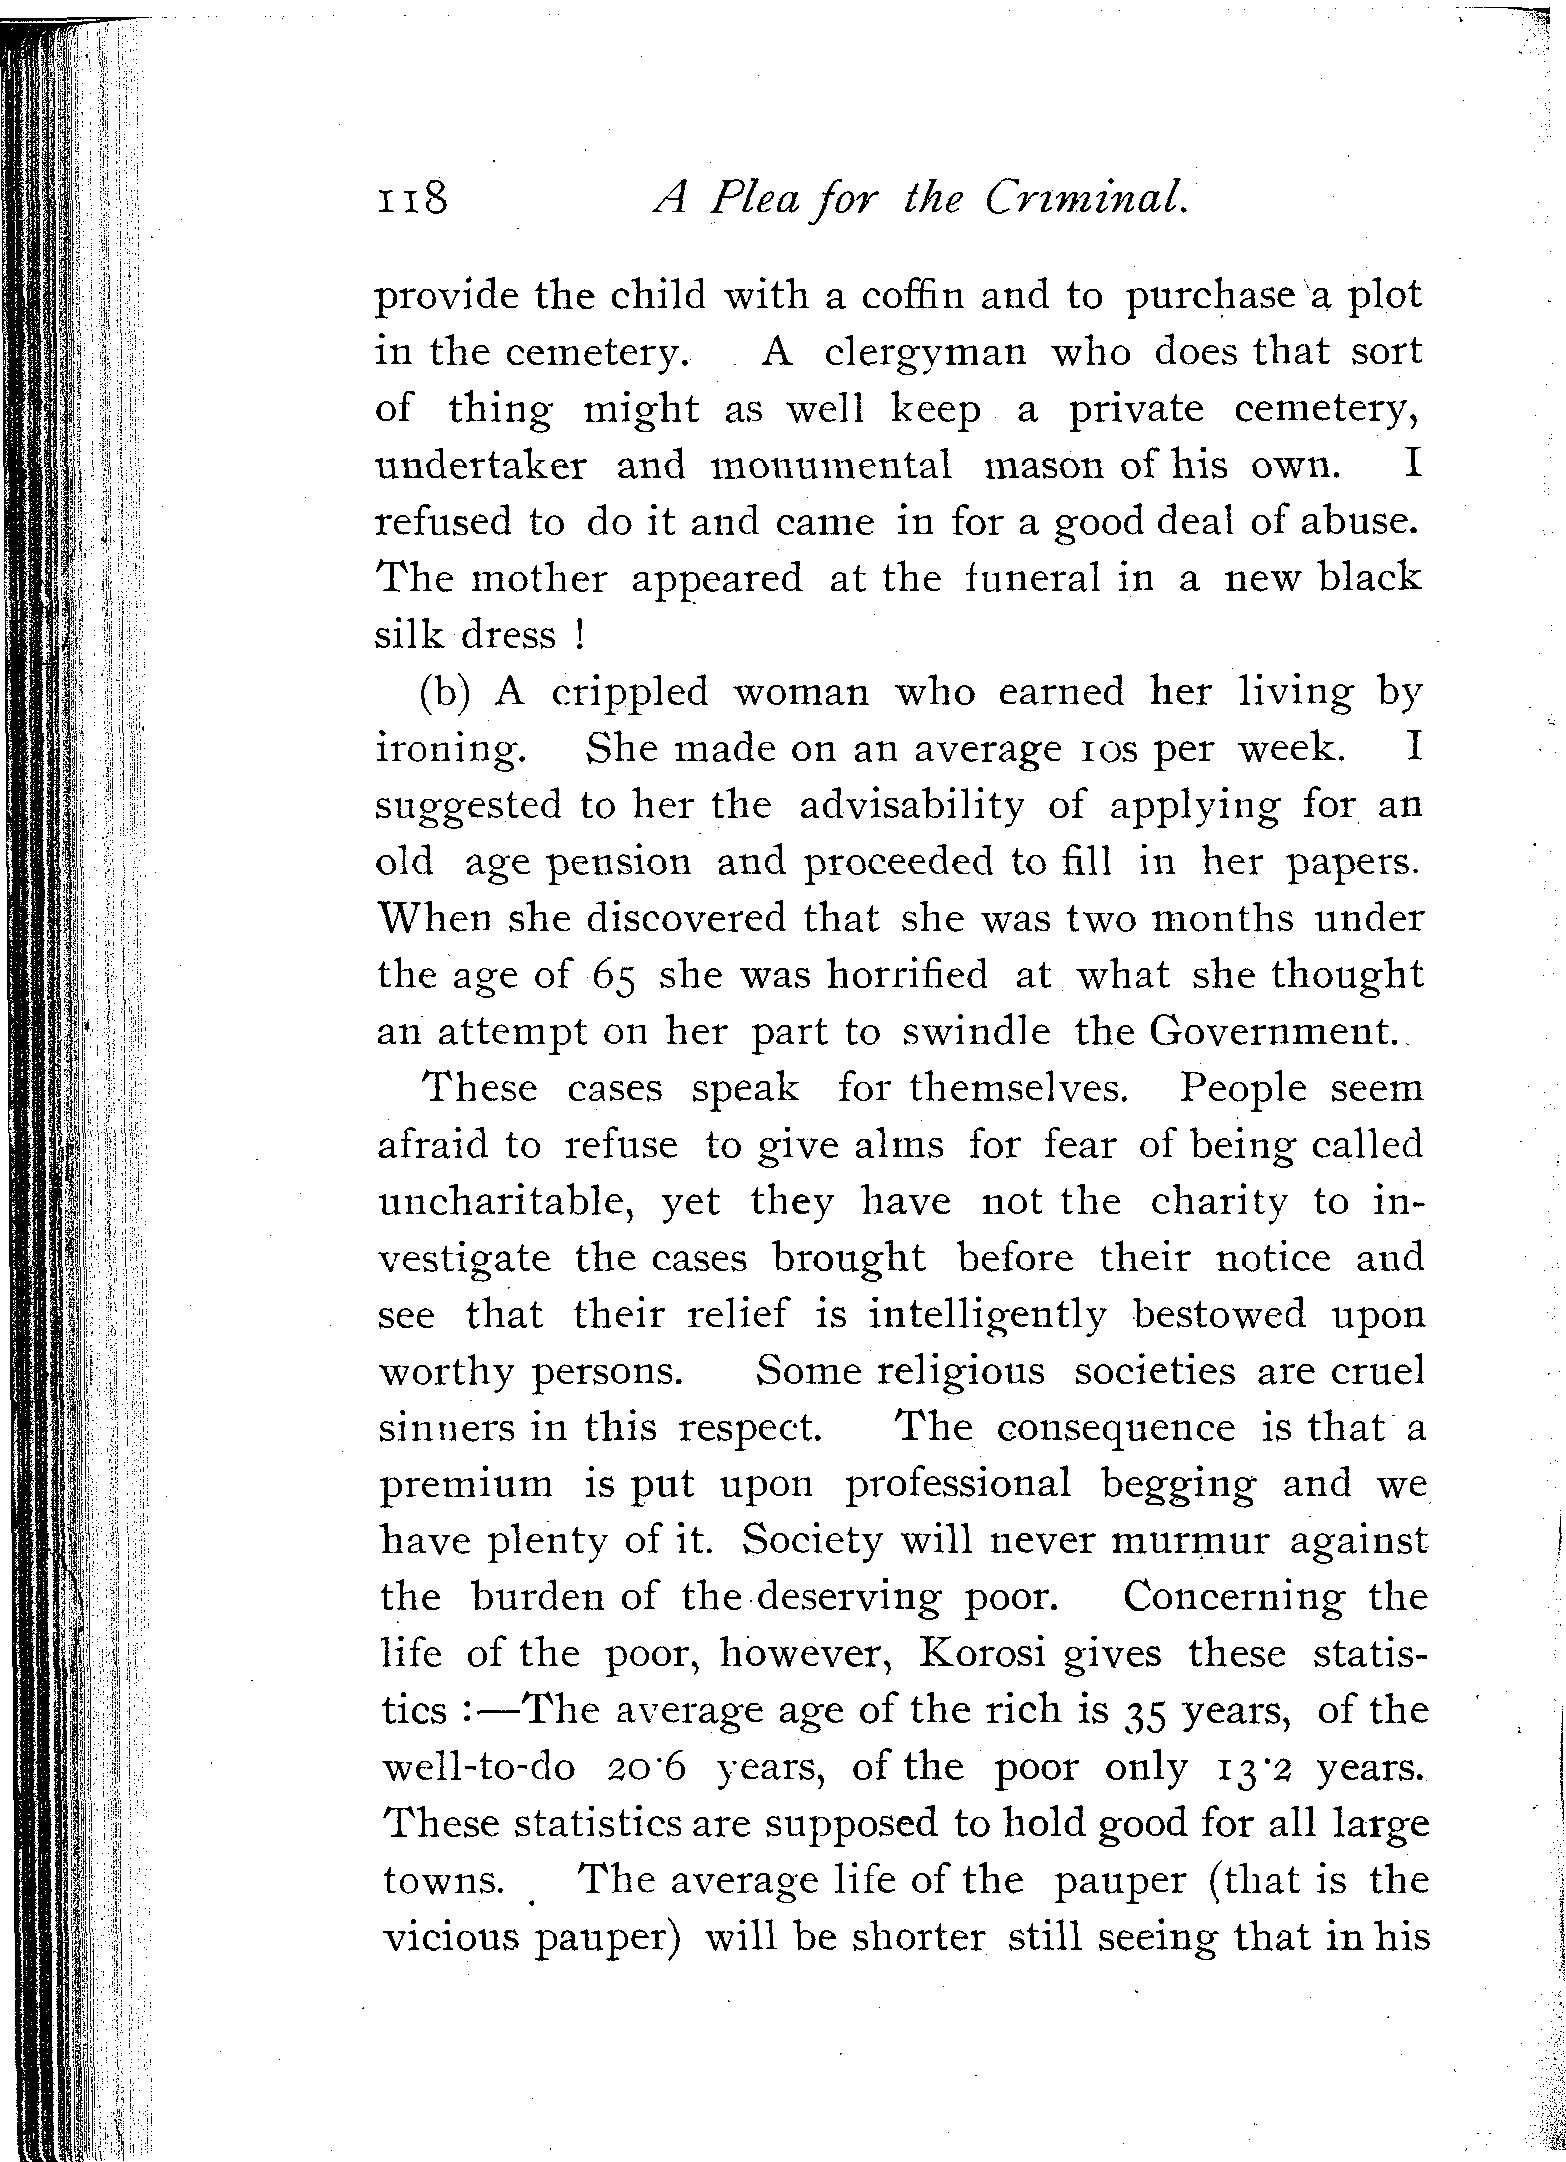 118 A Plea for the Criminal.
provide the child with a coffin and to purchase a plot
in the cemetery. A clergyman who does that sort
of thing might as well keep a private cemetery,
undertaker and monumental mason of his own. I
refused to do it and came in for a good deal of abuse.
The mother appeared at the funeral in a new black
silk dress !
(b) A crippled woman who earned her living by
ironing. She made on an average 10s per week. I
suggested to her the advisability of applying for an
old age pension and proceeded to fill in her papers.
When she discovered that she was two months under
the age of 65 she was horrified at what she thought
an attempt on her part to swindle the Government.
These cases speak for themselves. People seem
afraid to refuse to give alms for fear of being called
uncharitable, yet they have not the charity to in-
vestigate the cases brought before their notice and
see that their relief is intelligently bestowed upon
worthy persons. Some religious societies are cruel
sinners in this respect. The consequence is that a
premium is put upon professional begging and we
have plenty of it. Society will never murmur against
the burden of the deserving poor. Concerning the
life of the poor, however, Korosi gives these statis-
tics :—The average age of the rich is 35 years, of the
well-to-do 20·6 years, of the poor only 13·2 years.
These statistics are supposed to hold good for all large
towns. The average life of the pauper (that is the
vicious pauper) will be shorter still seeing that in his